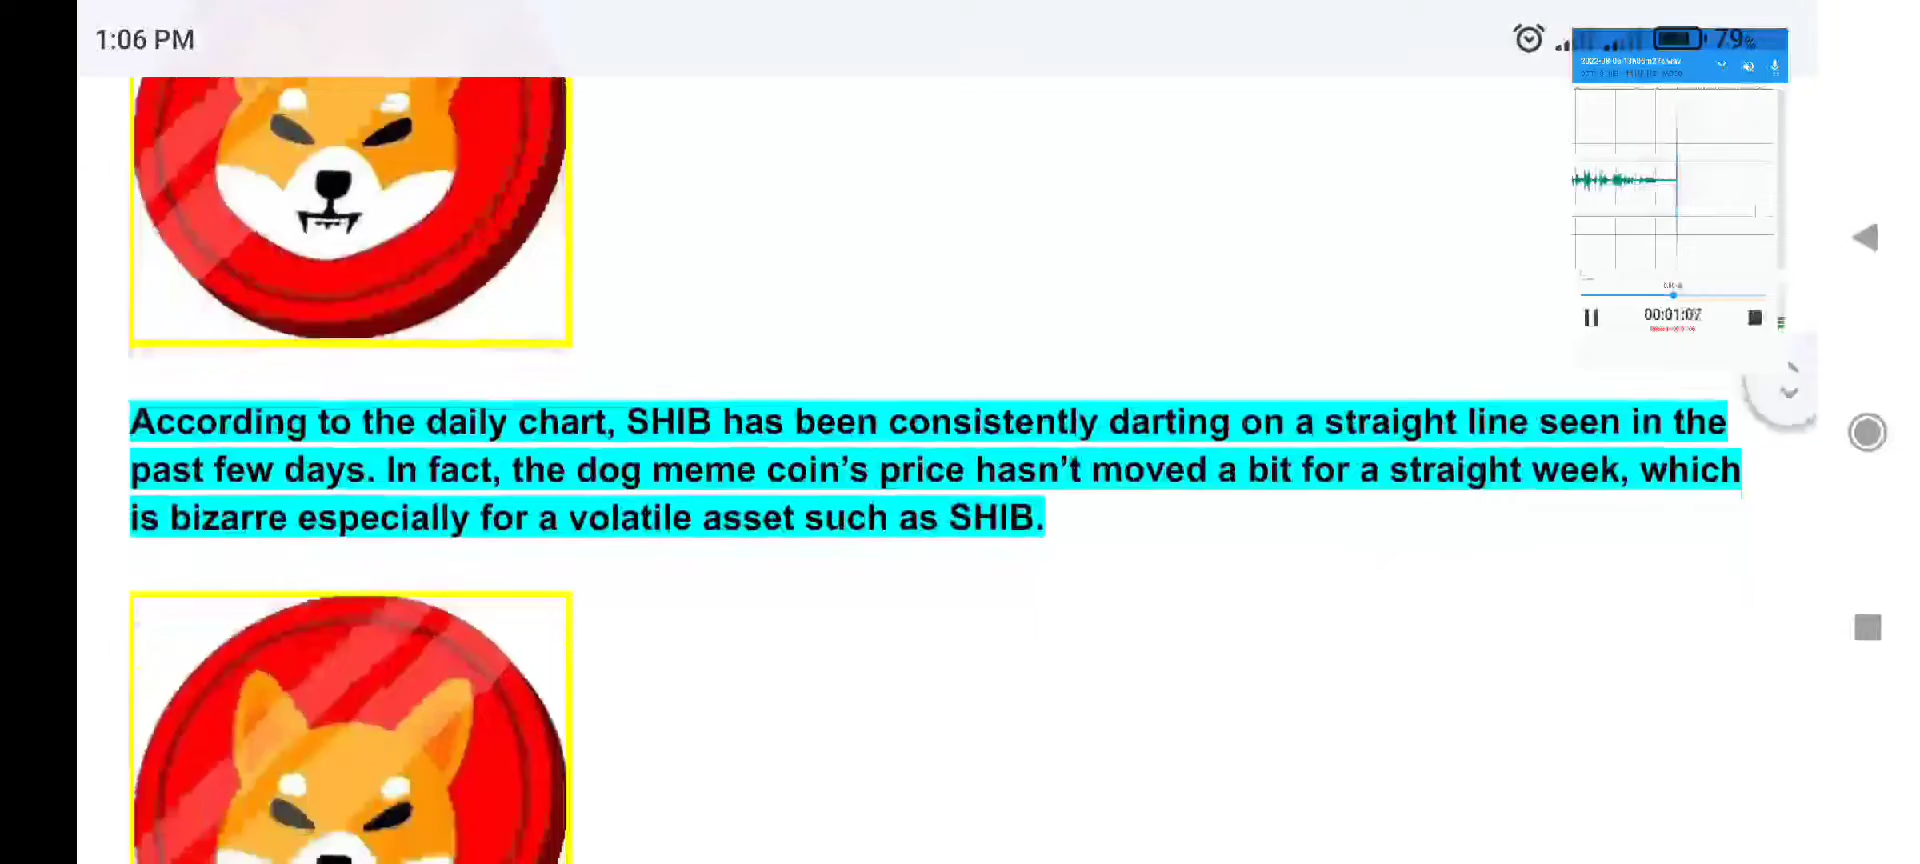 1:06 PM
79
00:01:07
According to the daily chart, SHIB has been consistently darting on a straight line seen in the
past few days. In fact, the dog meme coin’s price hasn’t moved a bit for a straight week, which
is bizarre especially for a volatile asset such as SHIB.